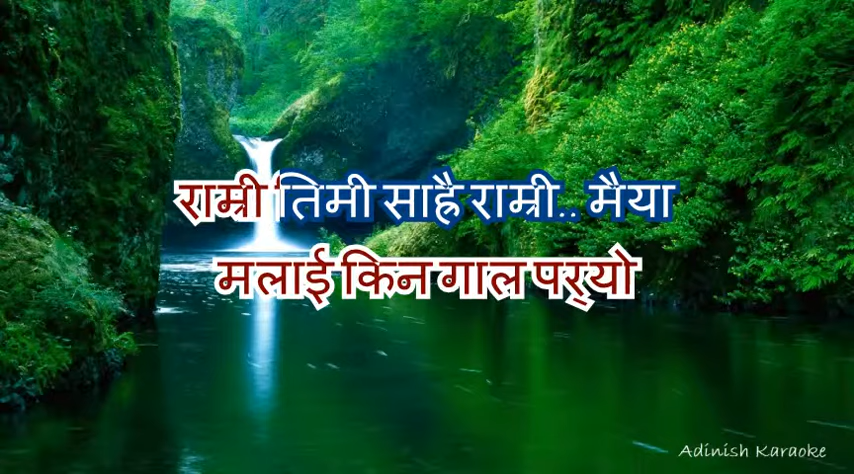 राम्री तिमी साह्रै राम्री.. मैया
मलाई किन गाल पर्‍यो
Adinish Karaoke